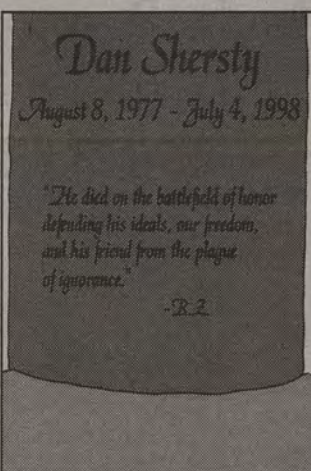 Dan Shersty
August 8, 1977 - July 4, 1998
"He died on the battlefield of honor
defending his ideals, our freedom,
and his friend from the plague
of ignorance."
-R.Z.